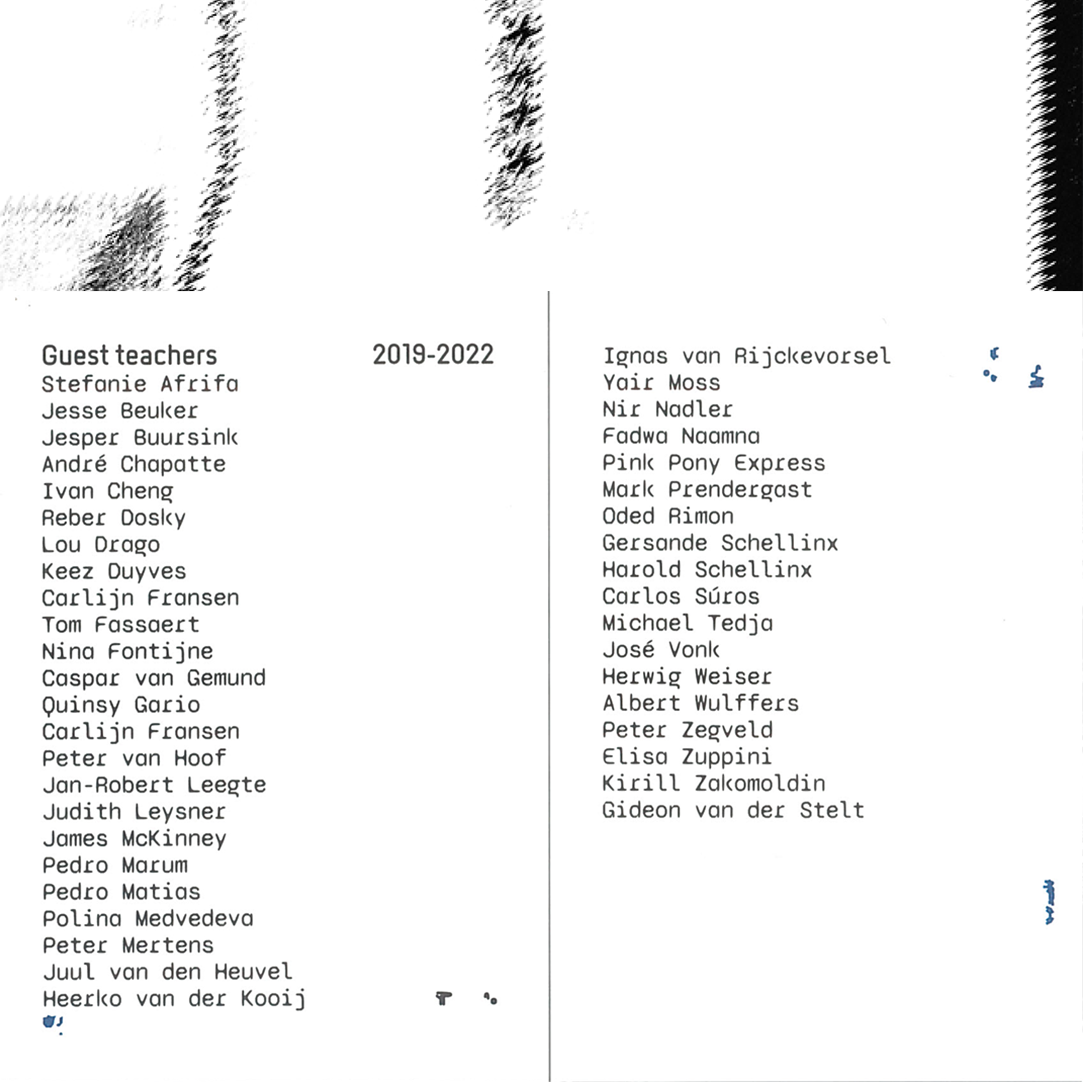 Guest teachers 2019-2022
Stefanie Afrifa
Jesse Beuker
Jesper Buursink
André Chapatte
Ivan Cheng
Reber Dosky
Lou Drago
Keez Duyves
Carlijn Fransen
Tom Fassaert
Nina Fontijne
Caspar van Gemund
Quinsy Gario
Carlijn Fransen
Peter van Hoof
Jan-Robert Leegte
Judith Leysner
James McKinney
Pedro Marum
Pedro Matias
Polina Medvedeva
Peter Mertens
Juul van den Heuvel
Heerko van der Kooij
Ignas van Rijckevorsel
Yair Moss
Nir Nadler
Fadwa Naamna
Pink Pony Express
Mark Prendergast
Oded Rimon
Gersande Schellinx
Harold Schellinx
Carlos Súros
Michael Tedja
José Vonk
Herwig Weiser
Albert Wulffers
Peter Zegveld
Elisa Zuppini
Kirill Zakomoldin
Gideon van der Stelt